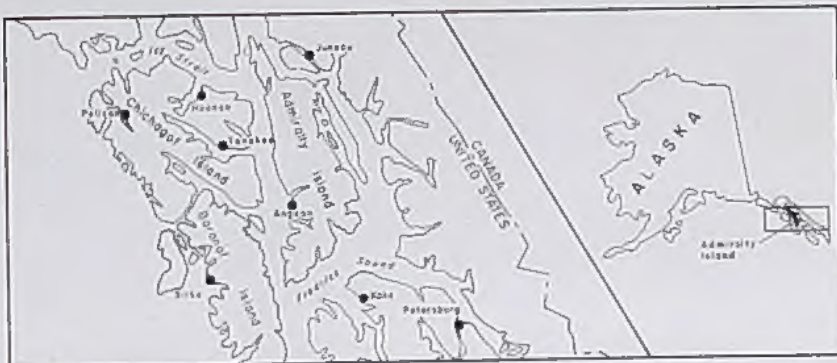 Icy Strait
Juneau
Hoonah
Pelican
Chichagof
Island
Tenakee
Admiralty
Island
Angoon
Baranof
Island
Sitka
Sound
Kake
Petersburg
CANADA
UNITED STATES
ALASKA
Admiralty
Island